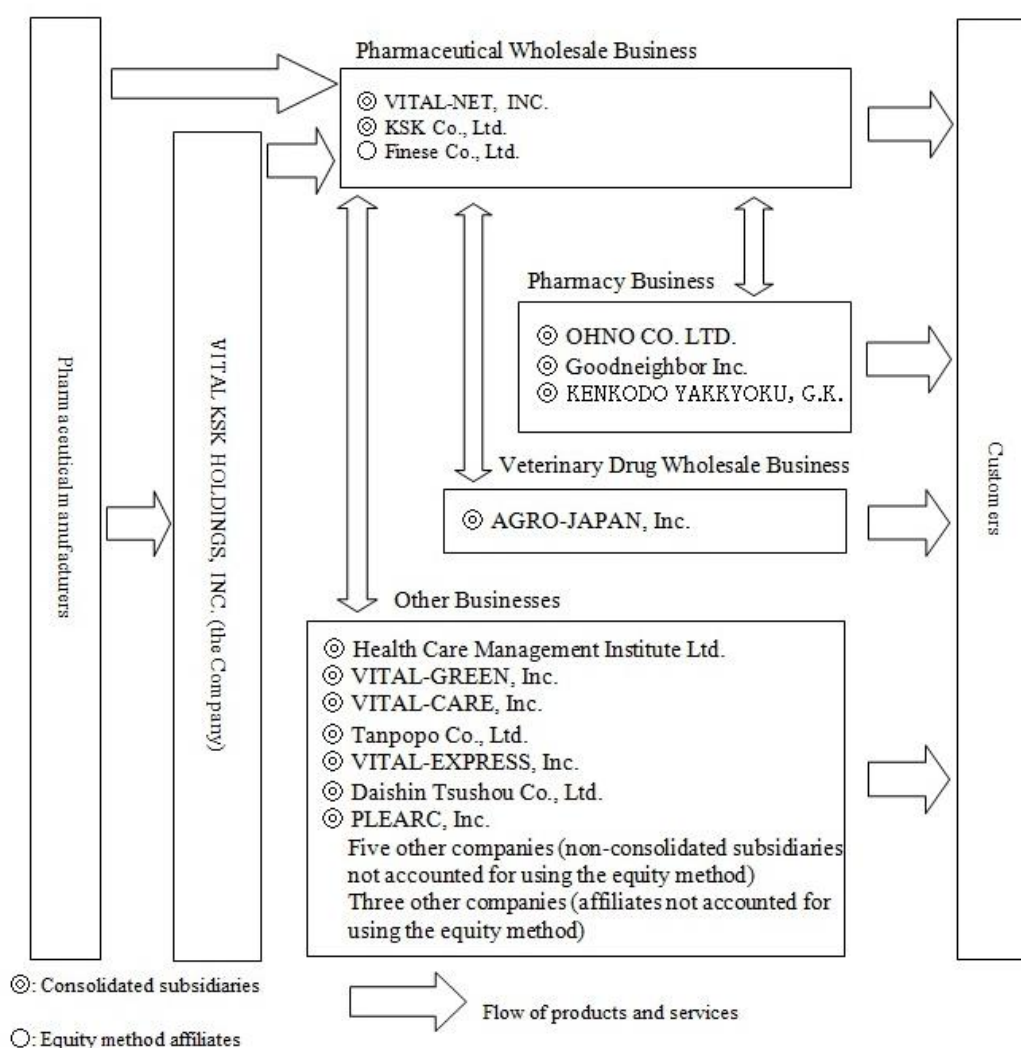 Pharmaceutical Wholesale Business
◎ VITAL-NET, INC.
◎ KSK Co., Ltd.
○ Finese Co., Ltd.
Pharmacy Business
◎ OHNO CO. LTD.
◎ Goodneighbor Inc.
◎ KENKODO YAKKYOKU, G.K.
Veterinary Drug Wholesale Business
◎ AGRO-JAPAN, Inc.
Other Businesses
◎ Health Care Management Institute Ltd.
◎ VITAL-GREEN, Inc.
◎ VITAL-CARE, Inc.
◎ Tanpopo Co., Ltd.
◎ VITAL-EXPRESS, Inc.
◎ Daishin Tsushou Co., Ltd.
◎ PLEARC, Inc.
Five other companies (non-consolidated subsidiaries
not accounted for using the equity method)
Three other companies (affiliates not accounted for
using the equity method)
Pharmaceutical manufacturers
VITAL KSK HOLDINGS, INC. (the Company)
Customers
◎: Consolidated subsidiaries
○: Equity method affiliates
Flow of products and services